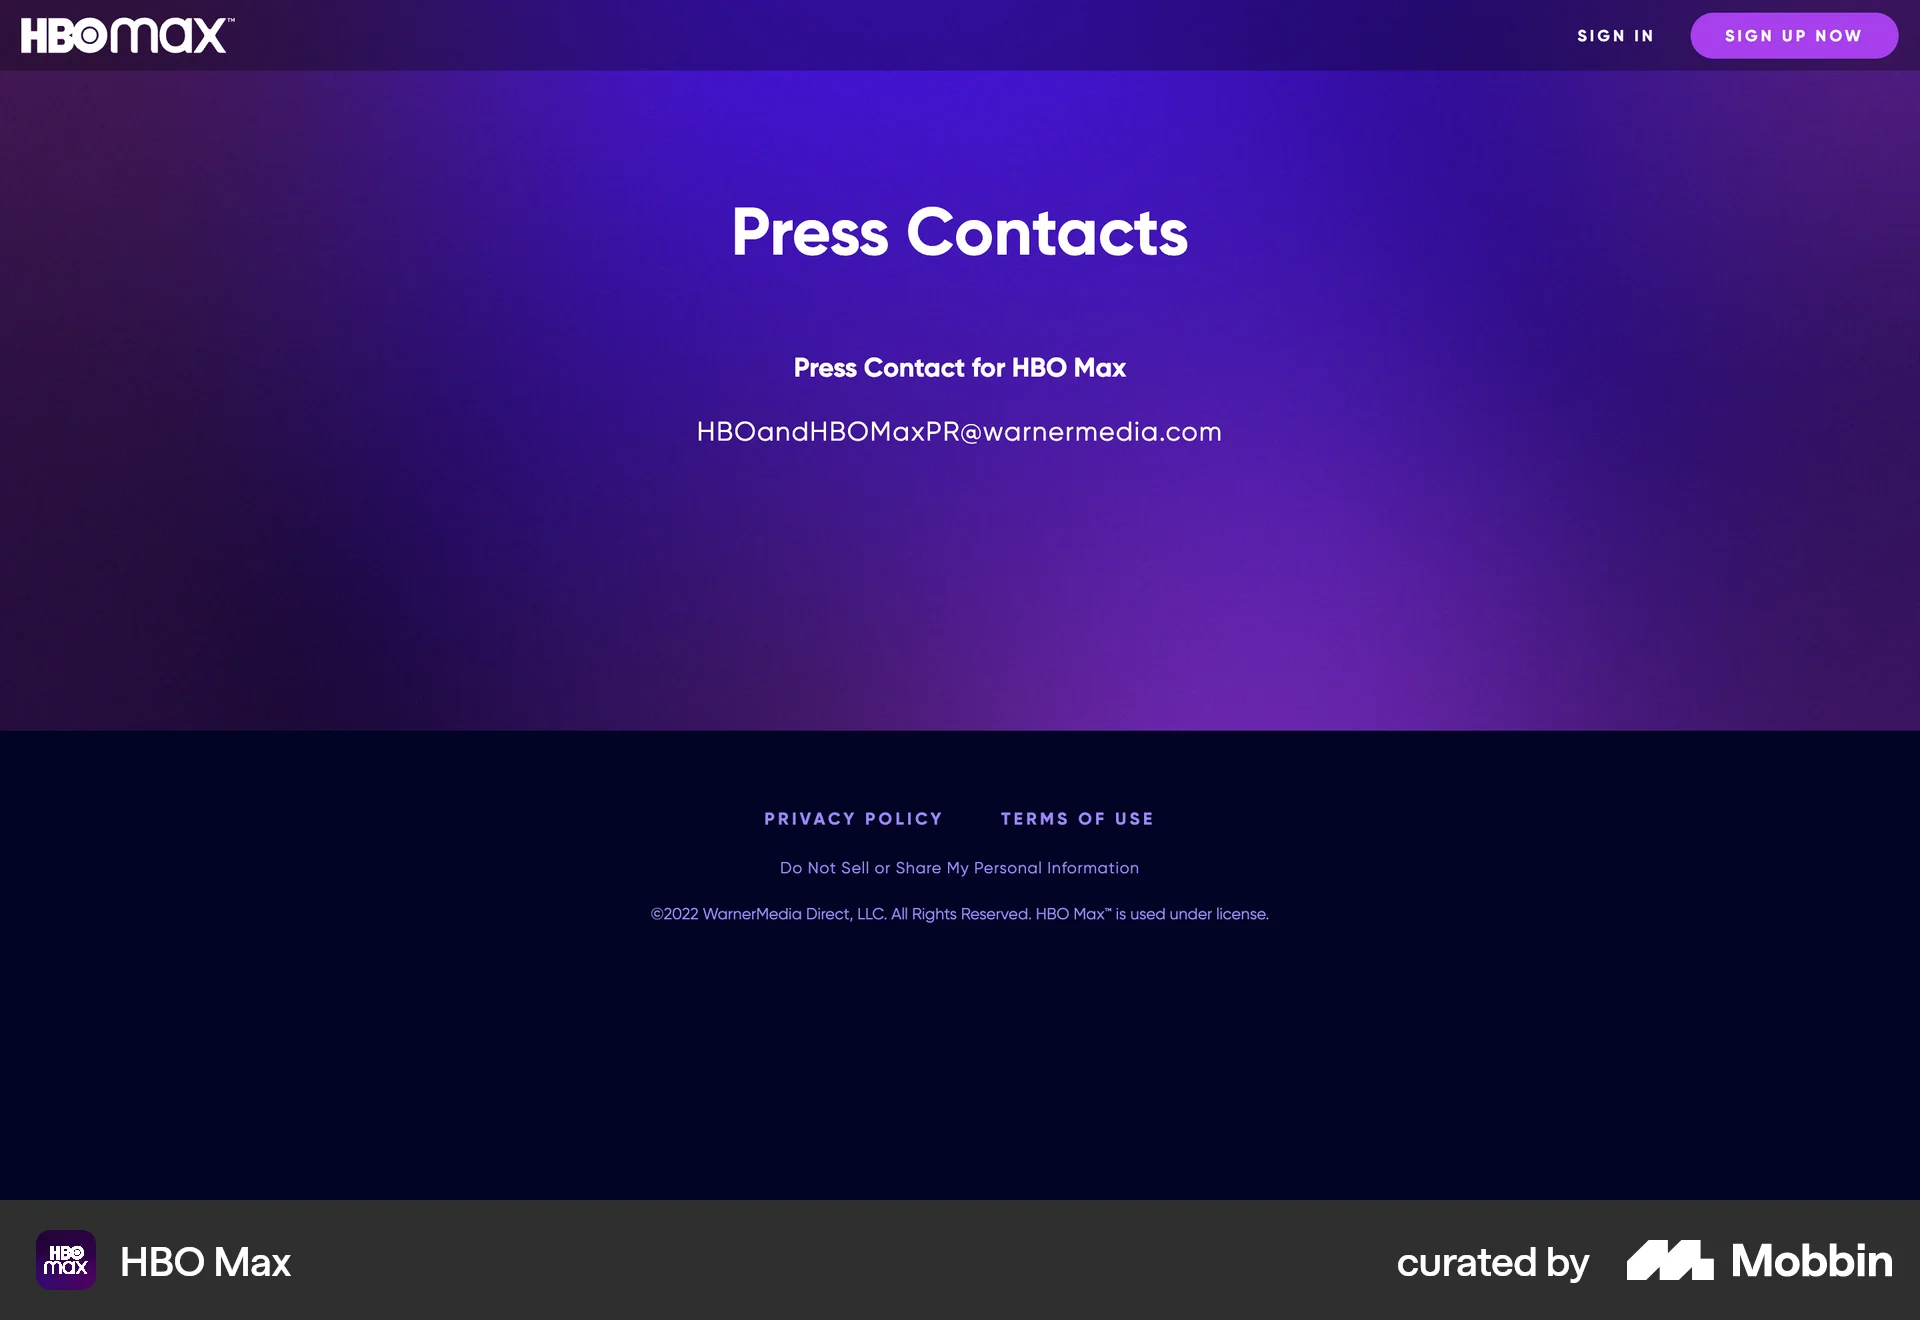 HBOmax™
SIGN IN
SIGN UP NOW
Press Contacts
Press Contact for HBO Max
HBOandHBOMaxPR@warnermedia.com
PRIVACY POLICY
TERMS OF USE
Do Not Sell or Share My Personal Information
©2022 WarnerMedia Direct, LLC. All Rights Reserved. HBO Max™ is used under license.
HBO
max
HBO Max
curated by
Mobbin